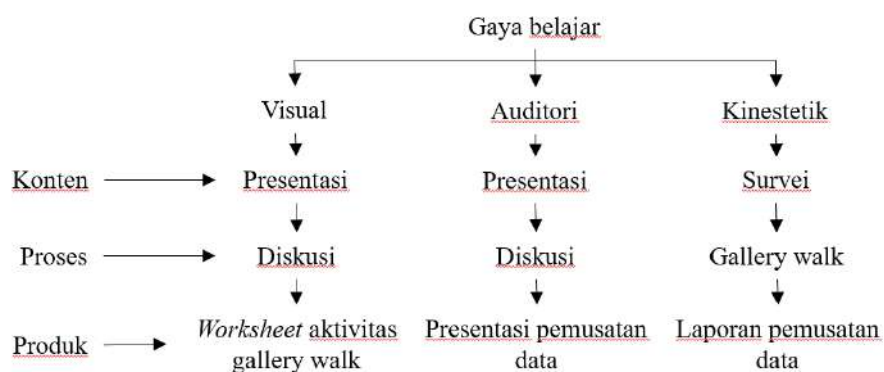 Gaya belajar
Visual Auditori Kinestetik
Konten Presentasi Presentasi Survei
Proses Diskusi Diskusi Gallery walk
Produk Worksheet aktivitas Presentasi pemusatan Laporan pemusatan
gallery walk data data